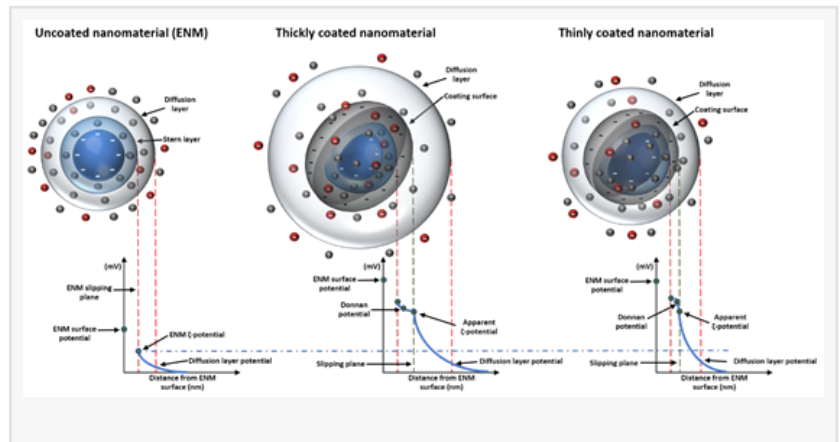 Uncoated nanomaterial (ENM)
Diffusion
layer
Stern layer
(mV)
ENM slipping
plane
ENM surface
potential
ENM ζ-potential
Diffusion layer potential
Distance from ENM
surface (nm)
Thickly coated nanomaterial
Diffusion
layer
Coating surface
(mV)
ENM surface
potential
Donnan
potential
Apparent
ζ-potential
Slipping plane
Diffusion layer potential
Distance from ENM
surface (nm)
Thinly coated nanomaterial
Diffusion
layer
Coating surface
(mV)
ENM surface
potential
Donnan
potential
Apparent
ζ-potential
Slipping plane
Diffusion layer potential
Distance from ENM
surface (nm)